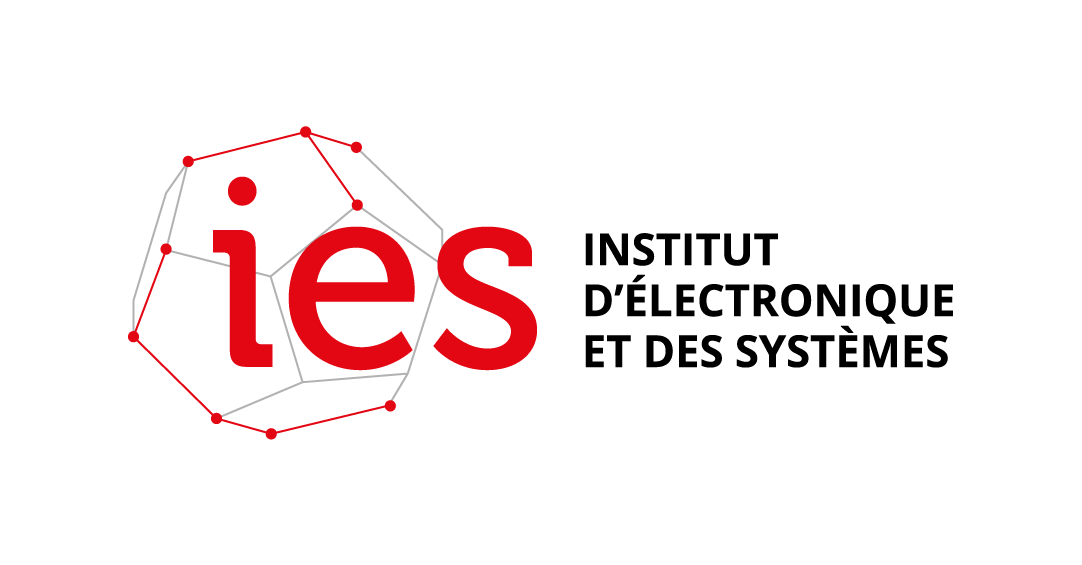 ies
INSTITUT
D’ÉLECTRONIQUE
ET DES SYSTÈMES